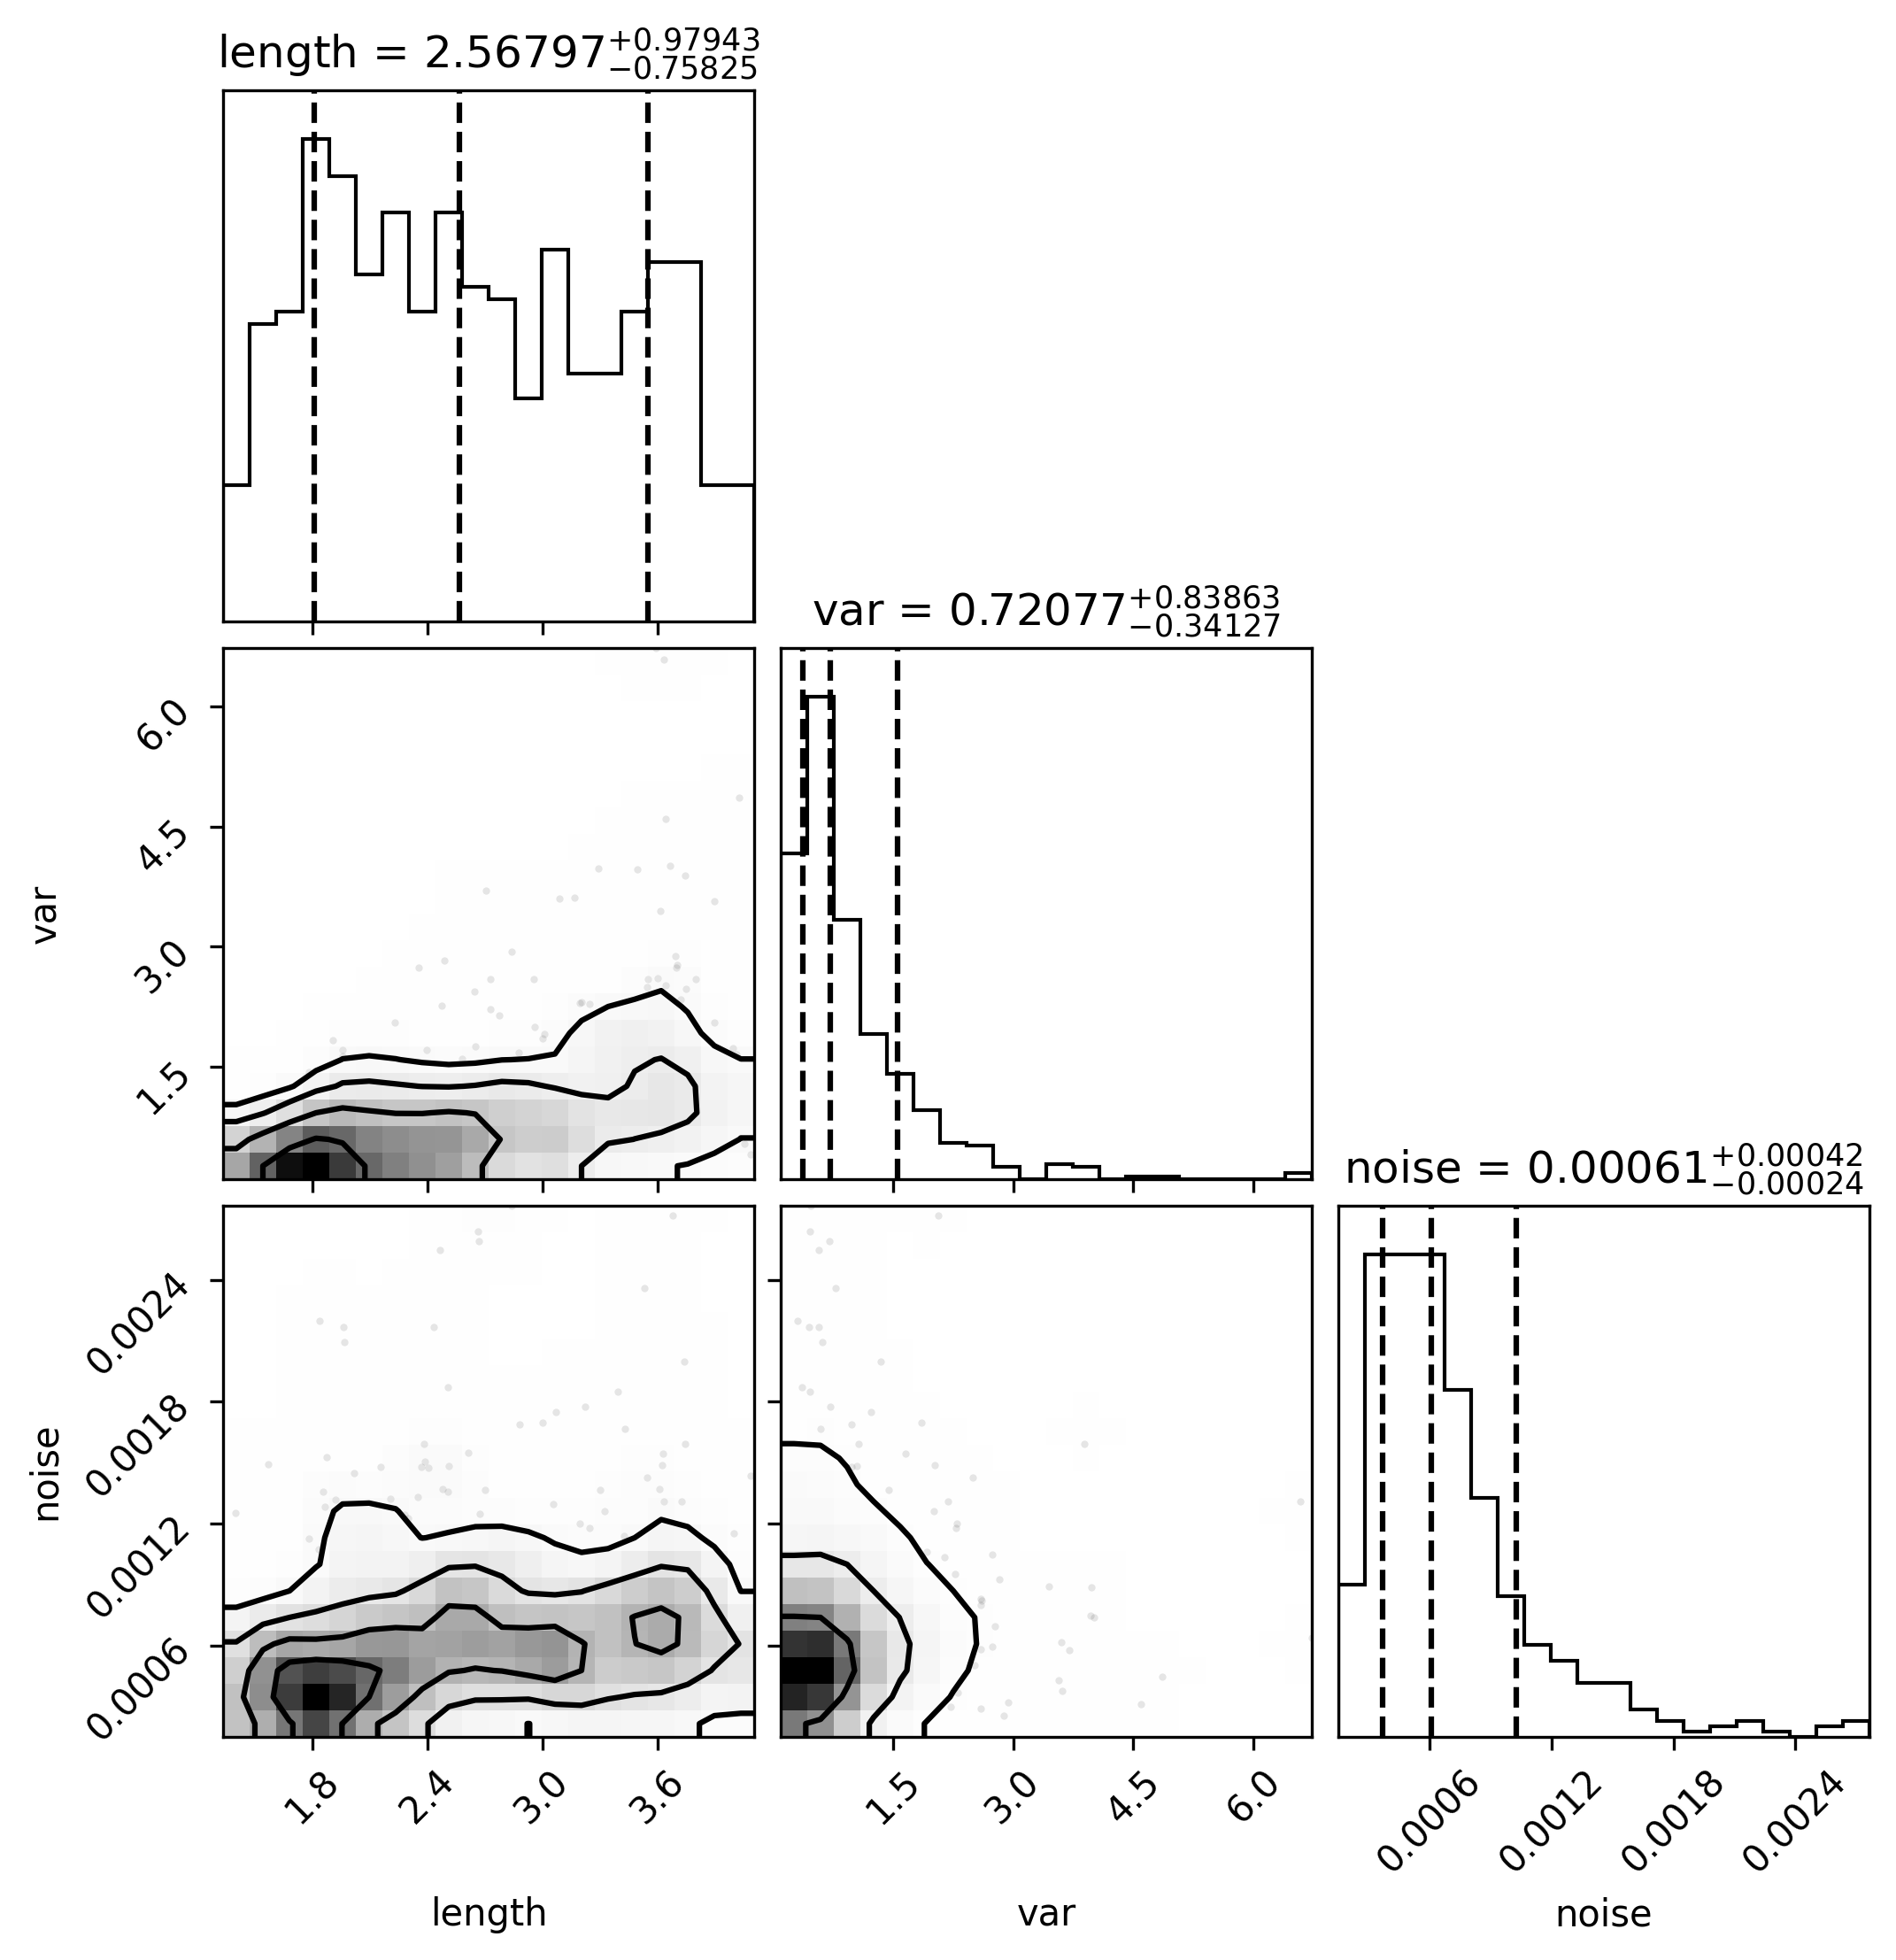 length = 2.56797+0.97943 −0.75825
var = 0.72077+0.83863 −0.34127
6.0
4.5
3.0
1.5
var
noise = 0.00061+0.00042 −0.00024
0.0024
0.0018
0.0012
0.0006
noise
1.8 2.4 3.0 3.6
1.5 3.0 4.5 6.0
0.0006 0.0012 0.0018 0.0024
length var noise